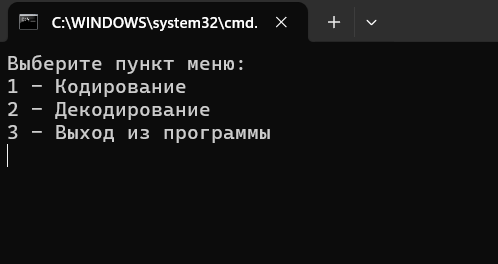 C:\WINDOWS\system32\cmd.
Выберите пункт меню:
1 - Кодирование
2 - Декодирование
3 - Выход из программы